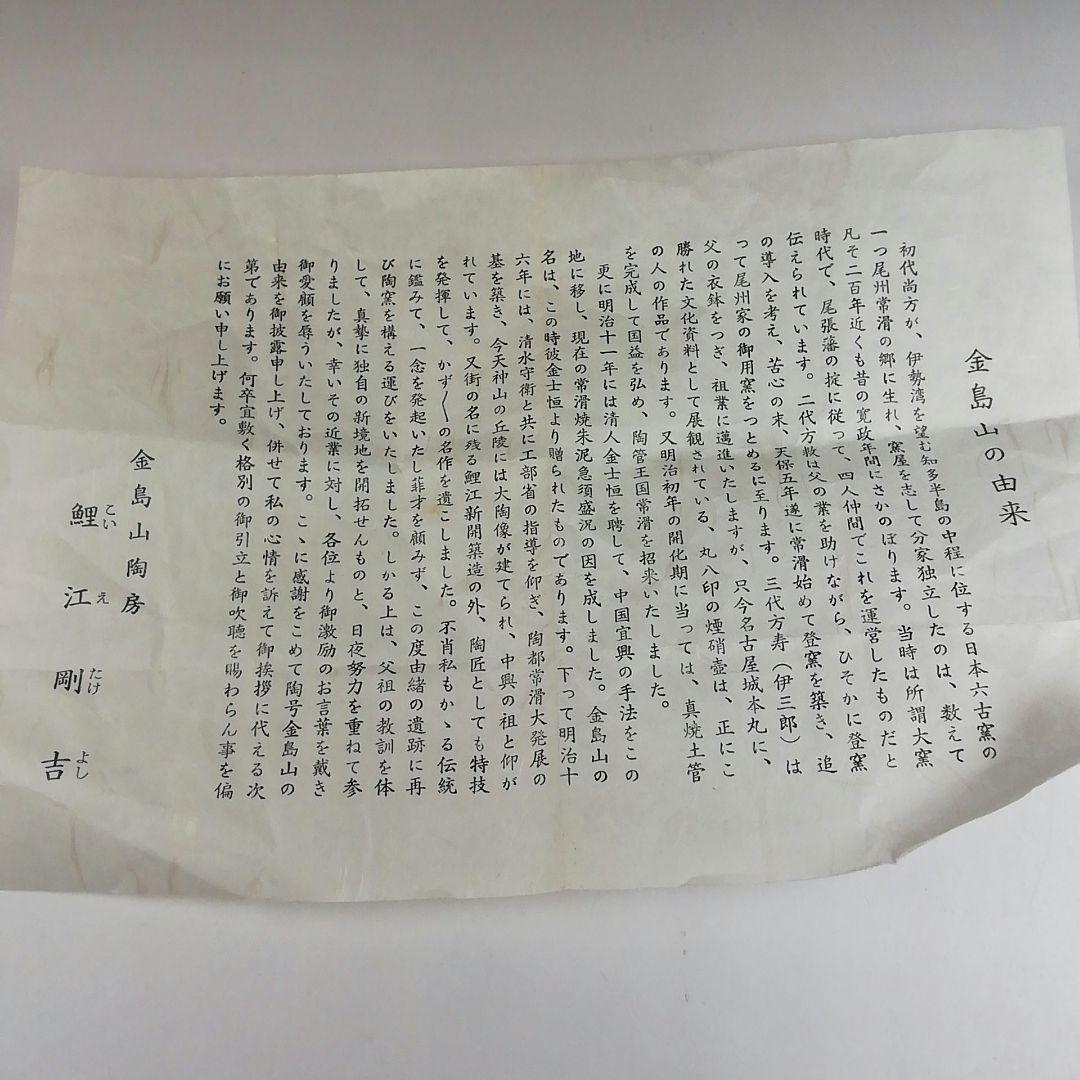 金島山の由来
初代尚方が、伊勢湾を望む知多半島の中程に位する日本六古窯の
一つ尾州常滑の郷に生れ、窯屋を志して分家独立したのは、数えて
凡そ二百年近くも昔の寛政年間にさかのぼります。当時は所謂大窯
時代で、尾張藩の掟に従って、四人仲間でこれを運営したものだと
伝えられています。二代方救は父の業を助けながら、ひそかに登窯
の導入を考え、苦心の末、天保五年遂に常滑始めて登窯を築き、追
って尾州家の御用窯をつとめるに至ります。三代方寿（伊三郎）は
父の衣鉢をつぎ、祖業に邁進いたしますが、只今名古屋城本丸に、
勝れた文化資料として展観されている、丸八印の煙硝壺は、正にこ
の人の作品であります。又明治初年の開化期に当っては、真焼土管
を完成して国益を弘め、陶管王国常滑を招来いたしました。
更に明治十一年には清人金士恒を聘して、中国宜興の手法をこの
地に移し、現在の常滑焼朱泥急須盛況の因を成しました。金島山の
名は、この時彼金士恒より贈られたものであります。下って明治十
六年には、清水守衛と共に工部省の指導を仰ぎ、陶都常滑大発展の
基を築き、今天神山の丘陵には大陶像が建てられ、中興の祖と仰が
れています。又街の名に残る鯉江新開築造の外、陶匠としても特技
を発揮して、かず〳〵の名作を遺こしました。不肖私もかゝる伝統
に鑑みて、一念を発起いたし菲才を顧みず、この度由緒の遺跡に再
び陶窯を構える運びをいたしました。しかる上は、父祖の教訓を体
して、真摯に独自の新境地を開拓せんものと、日夜努力を重ねて参
りましたが、幸いその近業に対し、各位より御激励のお言葉を戴き
御愛顧を辱ういたしております。こゝに感謝をこめて陶号金島山の
由来を御披露申し上げ、併せて私の心情を訴えて御挨拶に代える次
第であります。何卒宜敷く格別の御引立と御吹聴を賜わらん事を偏
にお願い申し上げます。
金島山陶房
鯉江剛吉
こいえたけよし